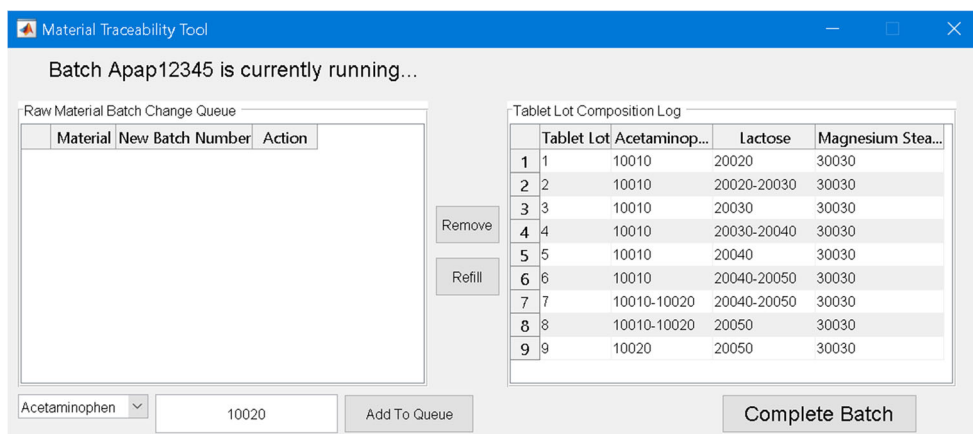 Material Traceability Tool
Batch Apap12345 is currently running...
Raw Material Batch Change Queue
Material New Batch Number Action
Remove
Refill
Tablet Lot Composition Log
Tablet Lot Acetaminop... Lactose Magnesium Stea...
1 1 10010 20020 30030
2 2 10010 20020-20030 30030
3 3 10010 20030 30030
4 4 10010 20030-20040 30030
5 5 10010 20040 30030
6 6 10010 20040-20050 30030
7 7 10010-10020 20040-20050 30030
8 8 10010-10020 20050 30030
9 9 10020 20050 30030
Acetaminophen 10020 Add To Queue
Complete Batch